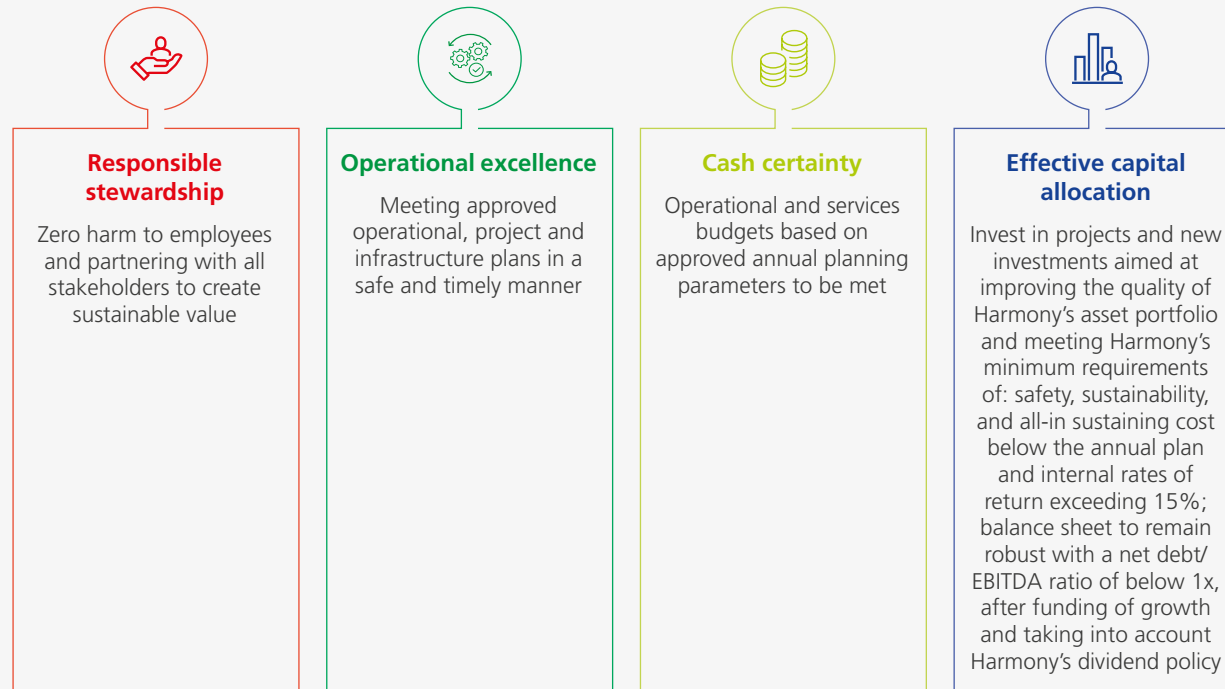 Responsible
stewardship
Zero harm to employees
and partnering with all
stakeholders to create
sustainable value
Operational excellence
Meeting approved
operational, project and
infrastructure plans in a
safe and timely manner
Cash certainty
Operational and services
budgets based on
approved annual planning
parameters to be met
Effective capital
allocation
Invest in projects and new
investments aimed at
improving the quality of
Harmony’s asset portfolio
and meeting Harmony’s
minimum requirements
of: safety, sustainability,
and all-in sustaining cost
below the annual plan
and internal rates of
return exceeding 15%;
balance sheet to remain
robust with a net debt/
EBITDA ratio of below 1x,
after funding of growth
and taking into account
Harmony’s dividend policy